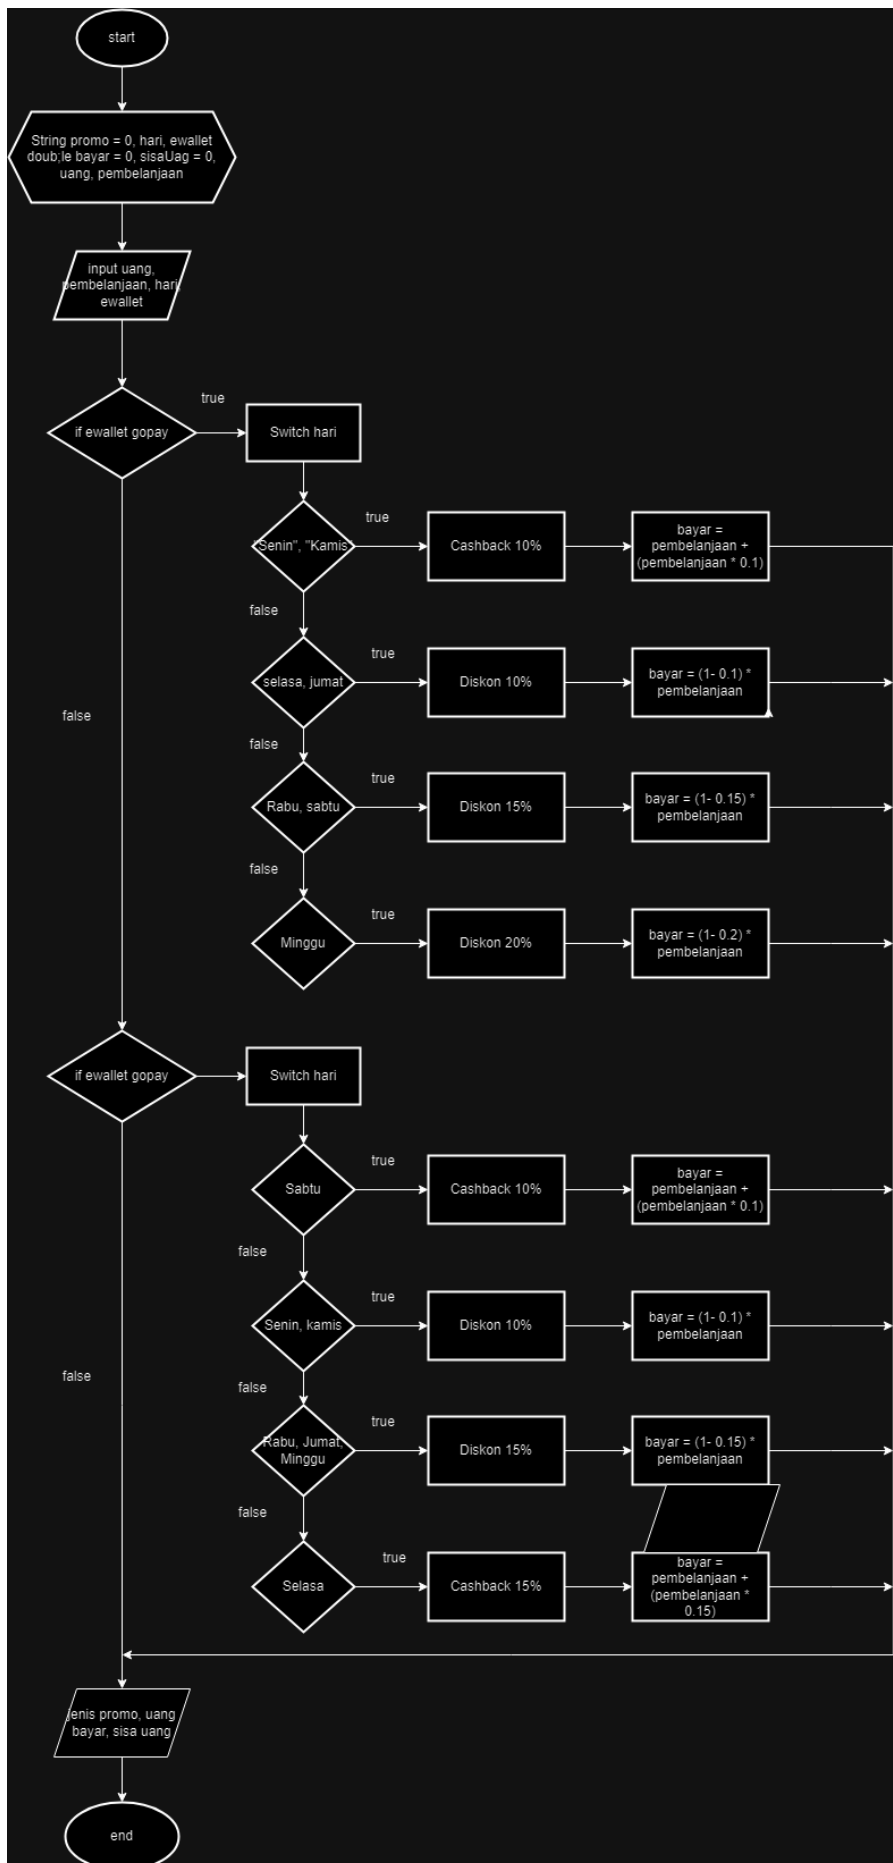 start
String promo = 0, hari, ewallet
doub;le bayar = 0, sisaUag = 0,
uang, pembelanjaan
input uang,
pembelanjaan, hari,
ewallet
if ewallet gopay
true
Switch hari
"Senin", "Kamis"
true
Cashback 10%
bayar =
pembelanjaan +
(pembelanjaan * 0.1)
false
selasa, jumat
true
Diskon 10%
bayar = (1- 0.1) *
pembelanjaan
false
false
Rabu, sabtu
true
Diskon 15%
bayar = (1- 0.15) *
pembelanjaan
false
Minggu
true
Diskon 20%
bayar = (1- 0.2) *
pembelanjaan
if ewallet gopay
Switch hari
Sabtu
true
Cashback 10%
bayar =
pembelanjaan +
(pembelanjaan * 0.1)
false
Senin, kamis
true
Diskon 10%
bayar = (1- 0.1) *
pembelanjaan
false
false
Rabu, Jumat,
Minggu
true
Diskon 15%
bayar = (1- 0.15) *
pembelanjaan
false
Selasa
true
Cashback 15%
bayar =
pembelanjaan +
(pembelanjaan *
0.15)
jenis promo, uang
bayar, sisa uang
end